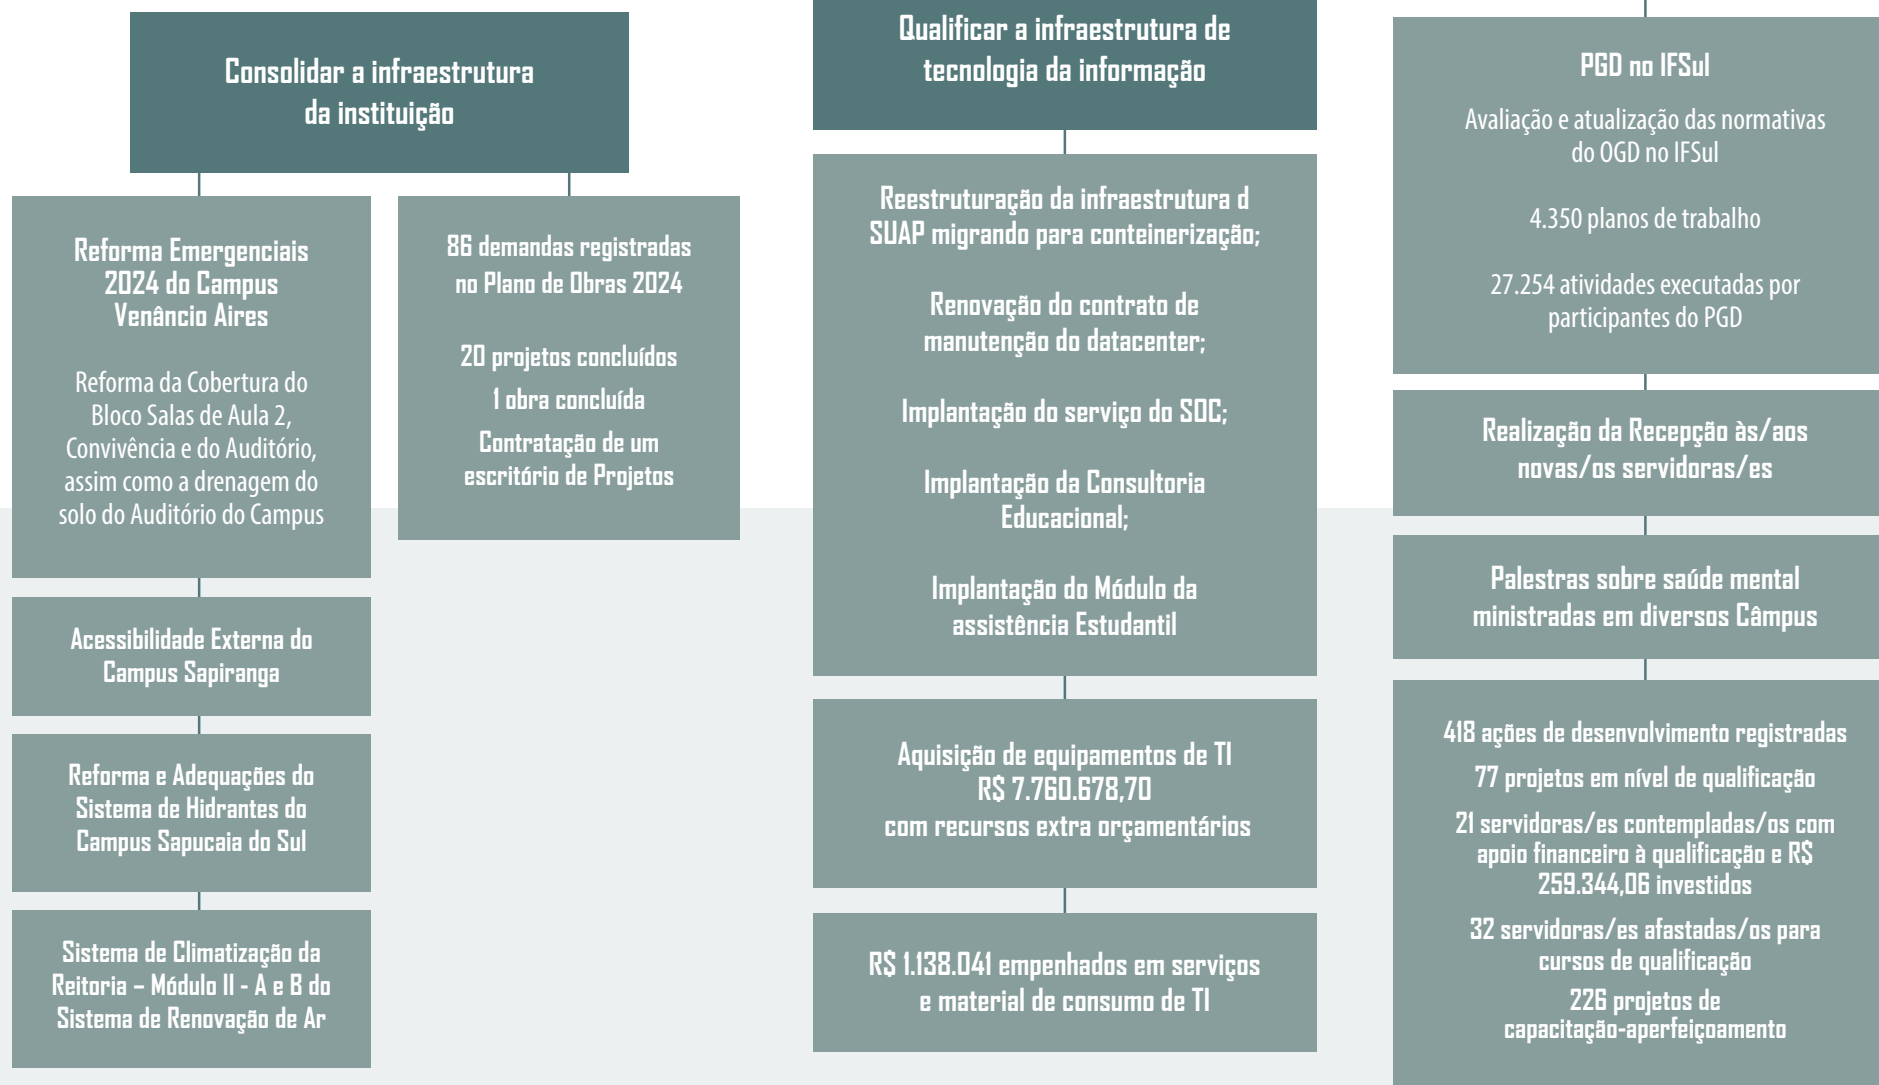 Consolidar a infraestrutura
da instituição
Reforma Emergenciais
2024 do Campus
Venâncio Aires
Reforma da Cobertura do
Bloco Salas de Aula 2,
Convivência e do Auditório,
assim como a drenagem do
solo do Auditório do Campus
Acessibilidade Externa do
Campus Sapiranga
Reforma e Adequações do
Sistema de Hidrantes do
Campus Sapucaia do Sul
Sistema de Climatização da
Reitoria – Módulo II - A e B do
Sistema de Renovação de Ar
86 demandas registradas
no Plano de Obras 2024
20 projetos concluídos
1 obra concluída
Contratação de um
escritório de Projetos
Qualificar a infraestrutura de
tecnologia da informação
Reestruturação da infraestrutura d
SUAP migrando para conteinerização;
Renovação do contrato de
manutenção do datacenter;
Implantação do serviço do SOC;
Implantação da Consultoria
Educacional;
Implantação do Módulo da
assistência Estudantil
Aquisição de equipamentos de TI
R$ 7.760.678,70
com recursos extra orçamentários
R$ 1.138.041 empenhados em serviços
e material de consumo de TI
PGD no IFSul
Avaliação e atualização das normativas
do OGD no IFSul
4.350 planos de trabalho
27.254 atividades executadas por
participantes do PGD
Realização da Recepção às/aos
novas/os servidoras/es
Palestras sobre saúde mental
ministradas em diversos Câmpus
418 ações de desenvolvimento registradas
77 projetos em nível de qualificação
21 servidoras/es contempladas/os com
apoio financeiro à qualificação e R$
259.344,06 investidos
32 servidoras/es afastadas/os para
cursos de qualificação
226 projetos de
capacitação-aperfeiçoamento